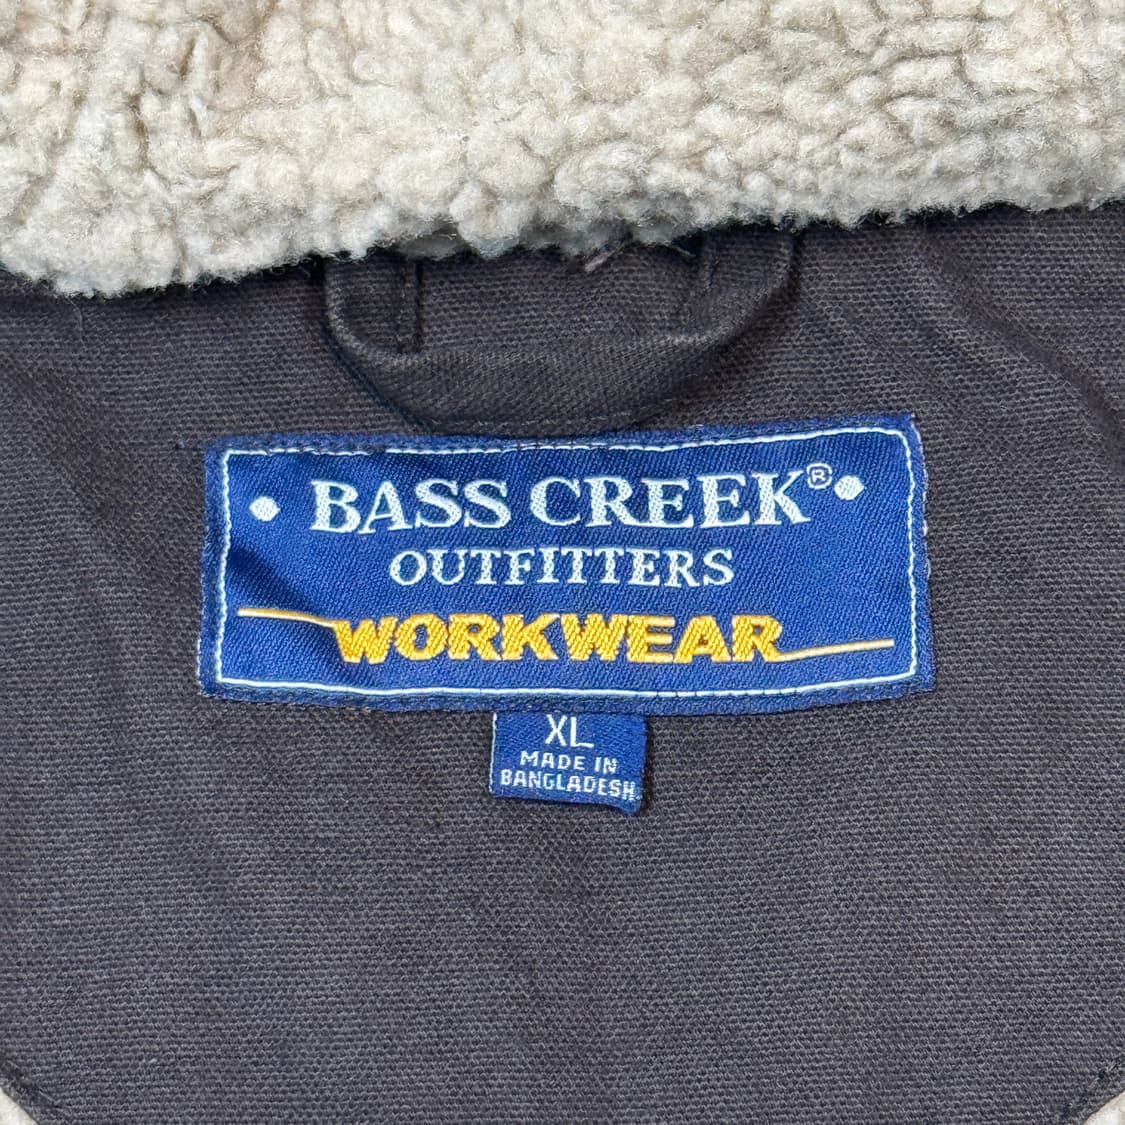 • BASS CREEK® •
OUTFITTERS
WORKWEAR
XL
MADE IN
BANGLADESH